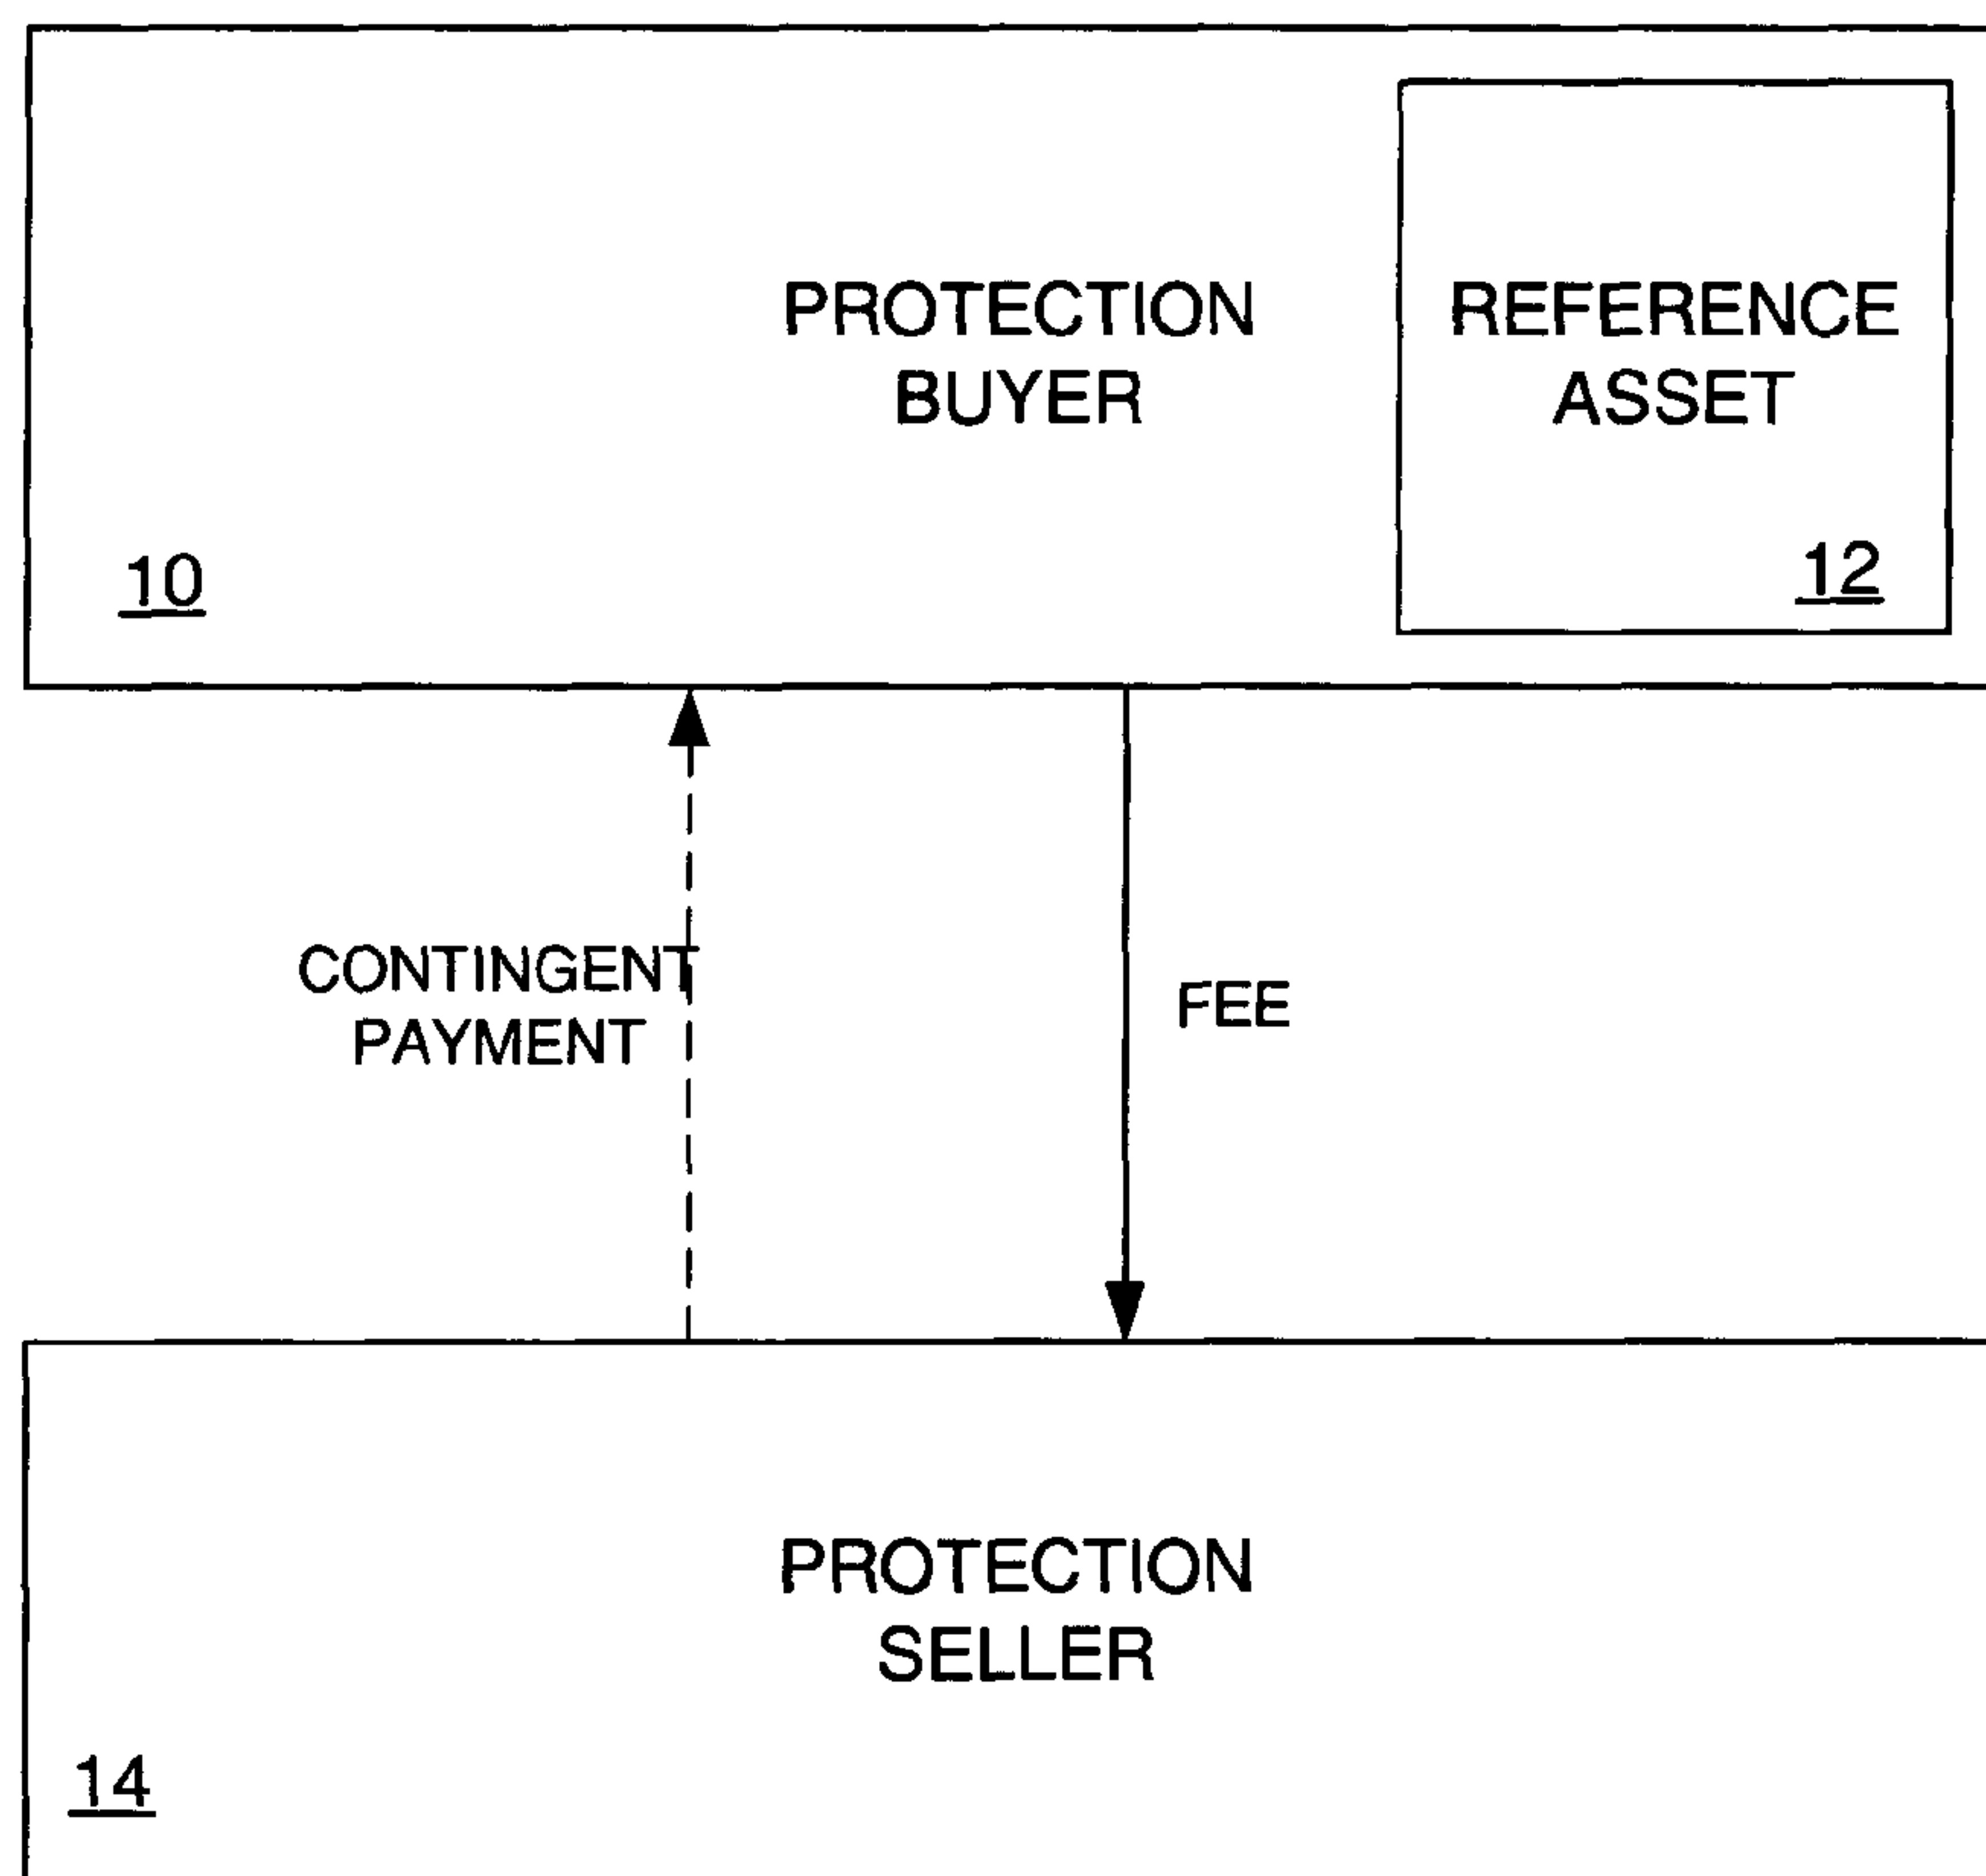 PROTECTION
BUYER
REFERENCE
ASSET
10
12
CONTINGENT
PAYMENT
FEE
PROTECTION
SELLER
14